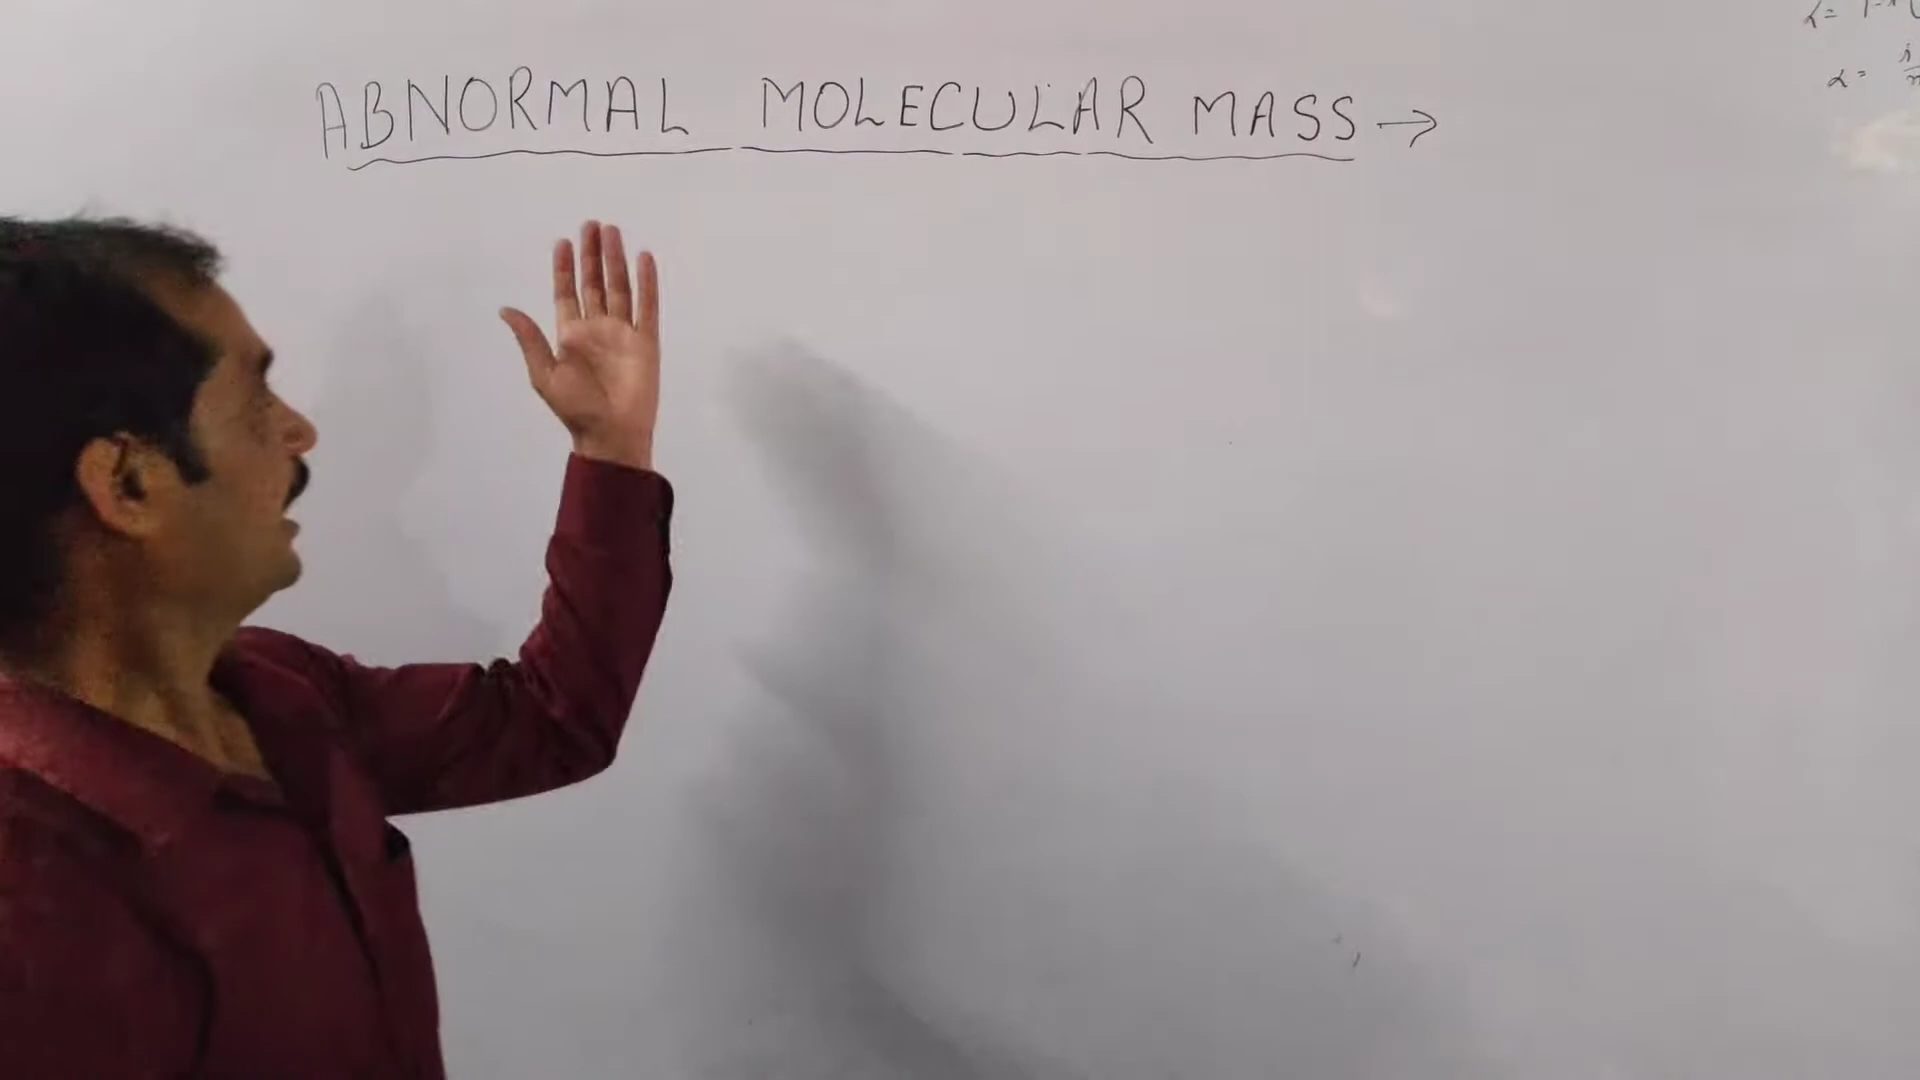 ABNORMAL MOLECULAR MASS →
α =